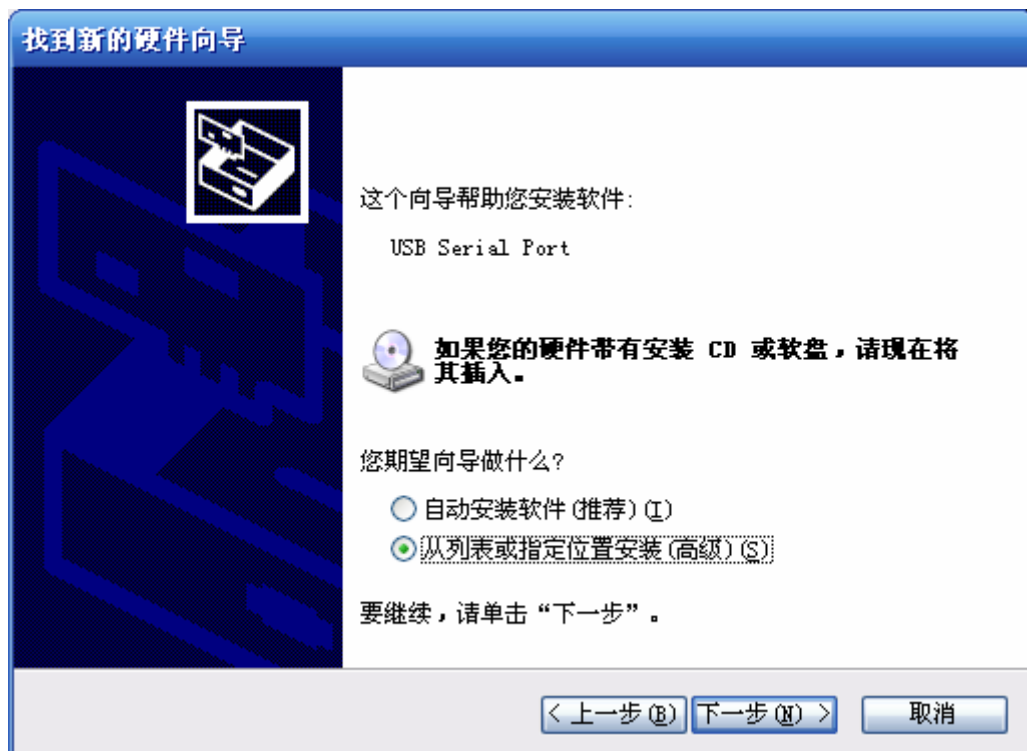 找到新的硬件向导
这个向导帮助您安装软件:
USB Serial Port
如果您的硬件带有安装 CD 或软盘，请现在将
其插入。
您期望向导做什么?
自动安装软件(推荐)(I)
从列表或指定位置安装(高级)(S)
要继续，请单击“下一步”。
< 上一步(B) 下一步(N) > 取消